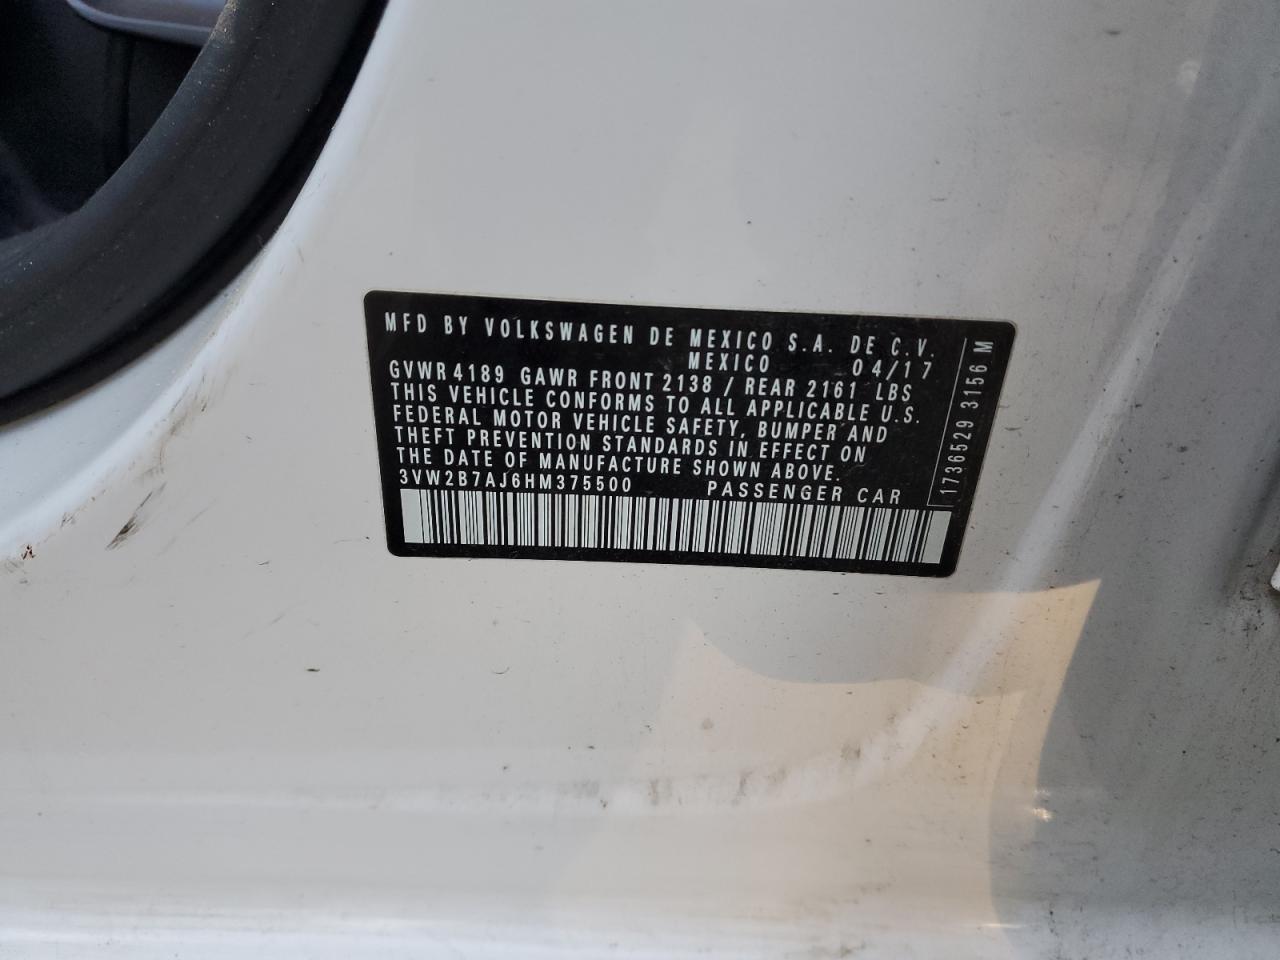 MFD BY VOLKSWAGEN DE MEXICO S.A. DE C.V.
MEXICO 04/17
GVWR 4189 GAWR FRONT 2138 / REAR 2161 LBS
THIS VEHICLE CONFORMS TO ALL APPLICABLE U.S.
FEDERAL MOTOR VEHICLE SAFETY, BUMPER AND
THEFT PREVENTION STANDARDS IN EFFECT ON
THE DATE OF MANUFACTURE SHOWN ABOVE.
3VW2B7AJ6HM375500 PASSENGER CAR
1736529 3156 M